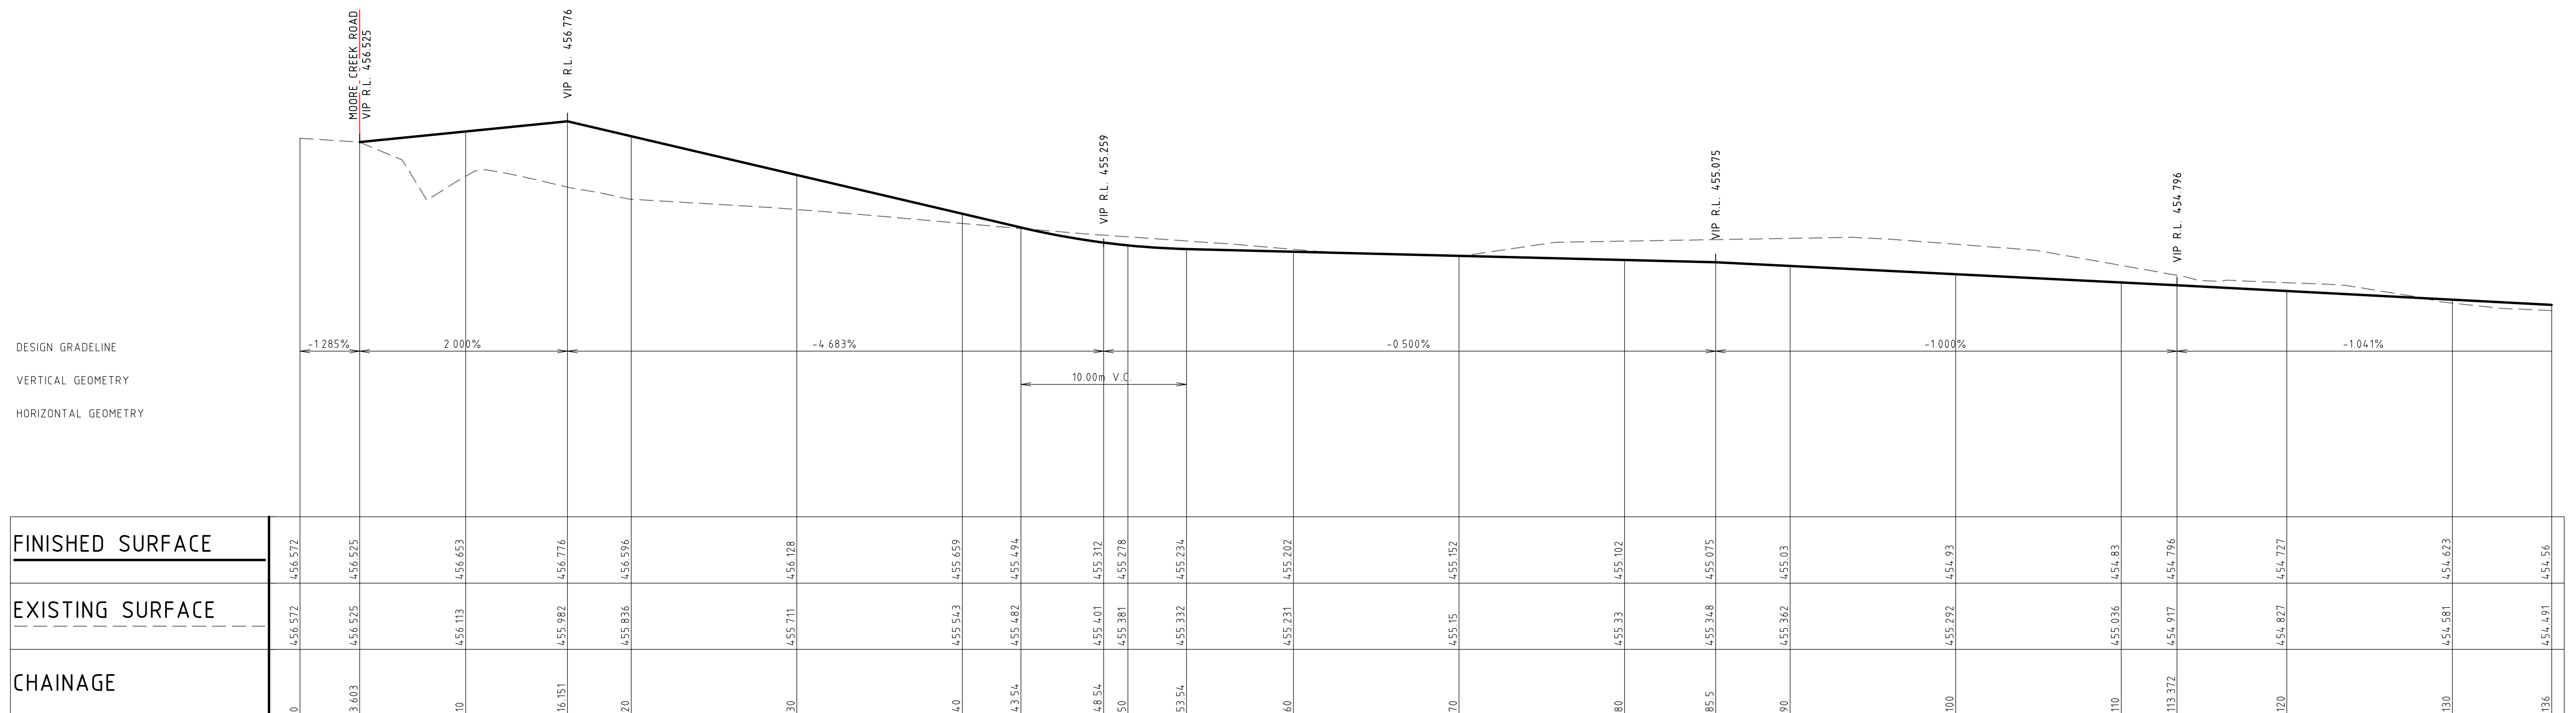 MOORE CREEK ROAD
VIP R.L. 456.525
VIP R.L. 456.776
VIP R.L. 455.259
VIP R.L. 455.075
VIP R.L. 454.796
DESIGN GRADELINE -1.285% 2.000% -4.683% -0.500% -1.000% -1.041%
VERTICAL GEOMETRY 10.00m V.C.
HORIZONTAL GEOMETRY
FINISHED SURFACE 456.572 456.525 456.653 456.776 456.596 456.128 455.659 455.494 455.312 455.278 455.234 455.202 455.152 455.102 455.075 455.03 454.93 454.83 454.796 454.727 454.623 454.56
EXISTING SURFACE 456.572 456.525 456.113 455.982 455.836 455.711 455.543 455.482 455.401 455.381 455.332 455.231 455.15 455.33 455.348 455.362 455.292 455.036 454.917 454.827 454.581 454.491
CHAINAGE 0 3.603 10 16.151 20 30 40 43.54 48.54 50 53.54 60 70 80 85.5 90 100 110 113.372 120 130 136